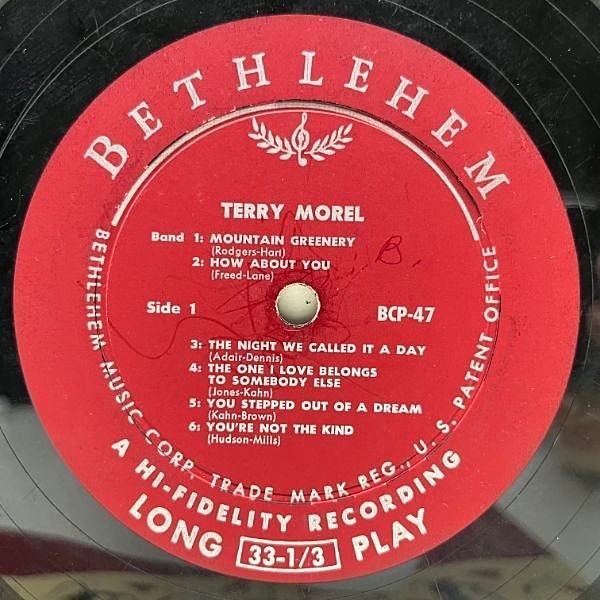 BETHLEHEM
TERRY MOREL
Band 1: MOUNTAIN GREENERY
(Rodgers-Hart)
2: HOW ABOUT YOU
(Freed-Lane)
B.
Side 1
BCP-47
3: THE NIGHT WE CALLED IT A DAY
(Adair-Dennis)
4: THE ONE I LOVE BELONGS
TO SOMEBODY ELSE
(Jones-Kahn)
5: YOU STEPPED OUT OF A DREAM
(Kahn-Brown)
6: YOU'RE NOT THE KIND
(Hudson-Mills)
BETHLEHEM MUSIC CORP. TRADE MARK REG., U. S. PATENT OFFICE
A HI-FIDELITY RECORDING
LONG 33-1/3 PLAY